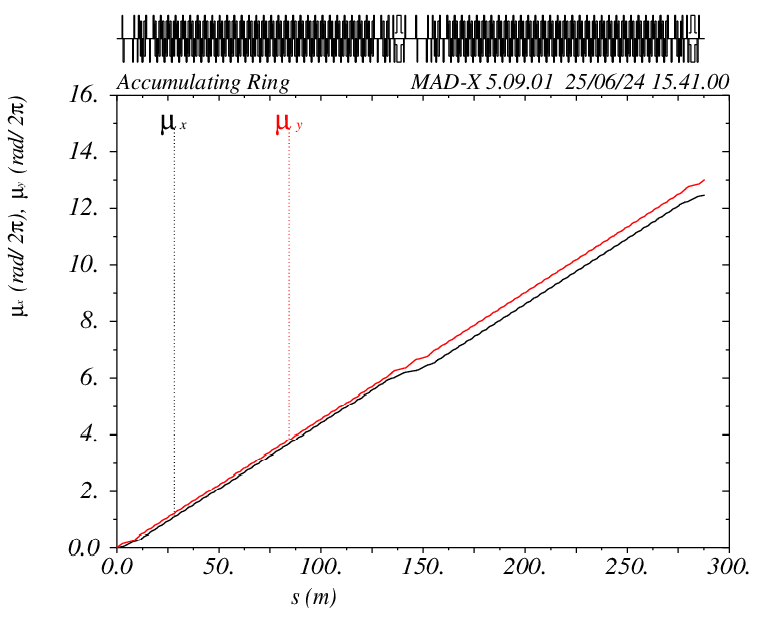 Accumulating Ring MAD-X 5.09.01 25/06/24 15.41.00
μx (rad/2π), μy (rad/2π)
16.
μx μy
14.
12.
10.
8.
6.
4.
2.
0.0
0.0 50. 100. 150. 200. 250. 300.
s (m)